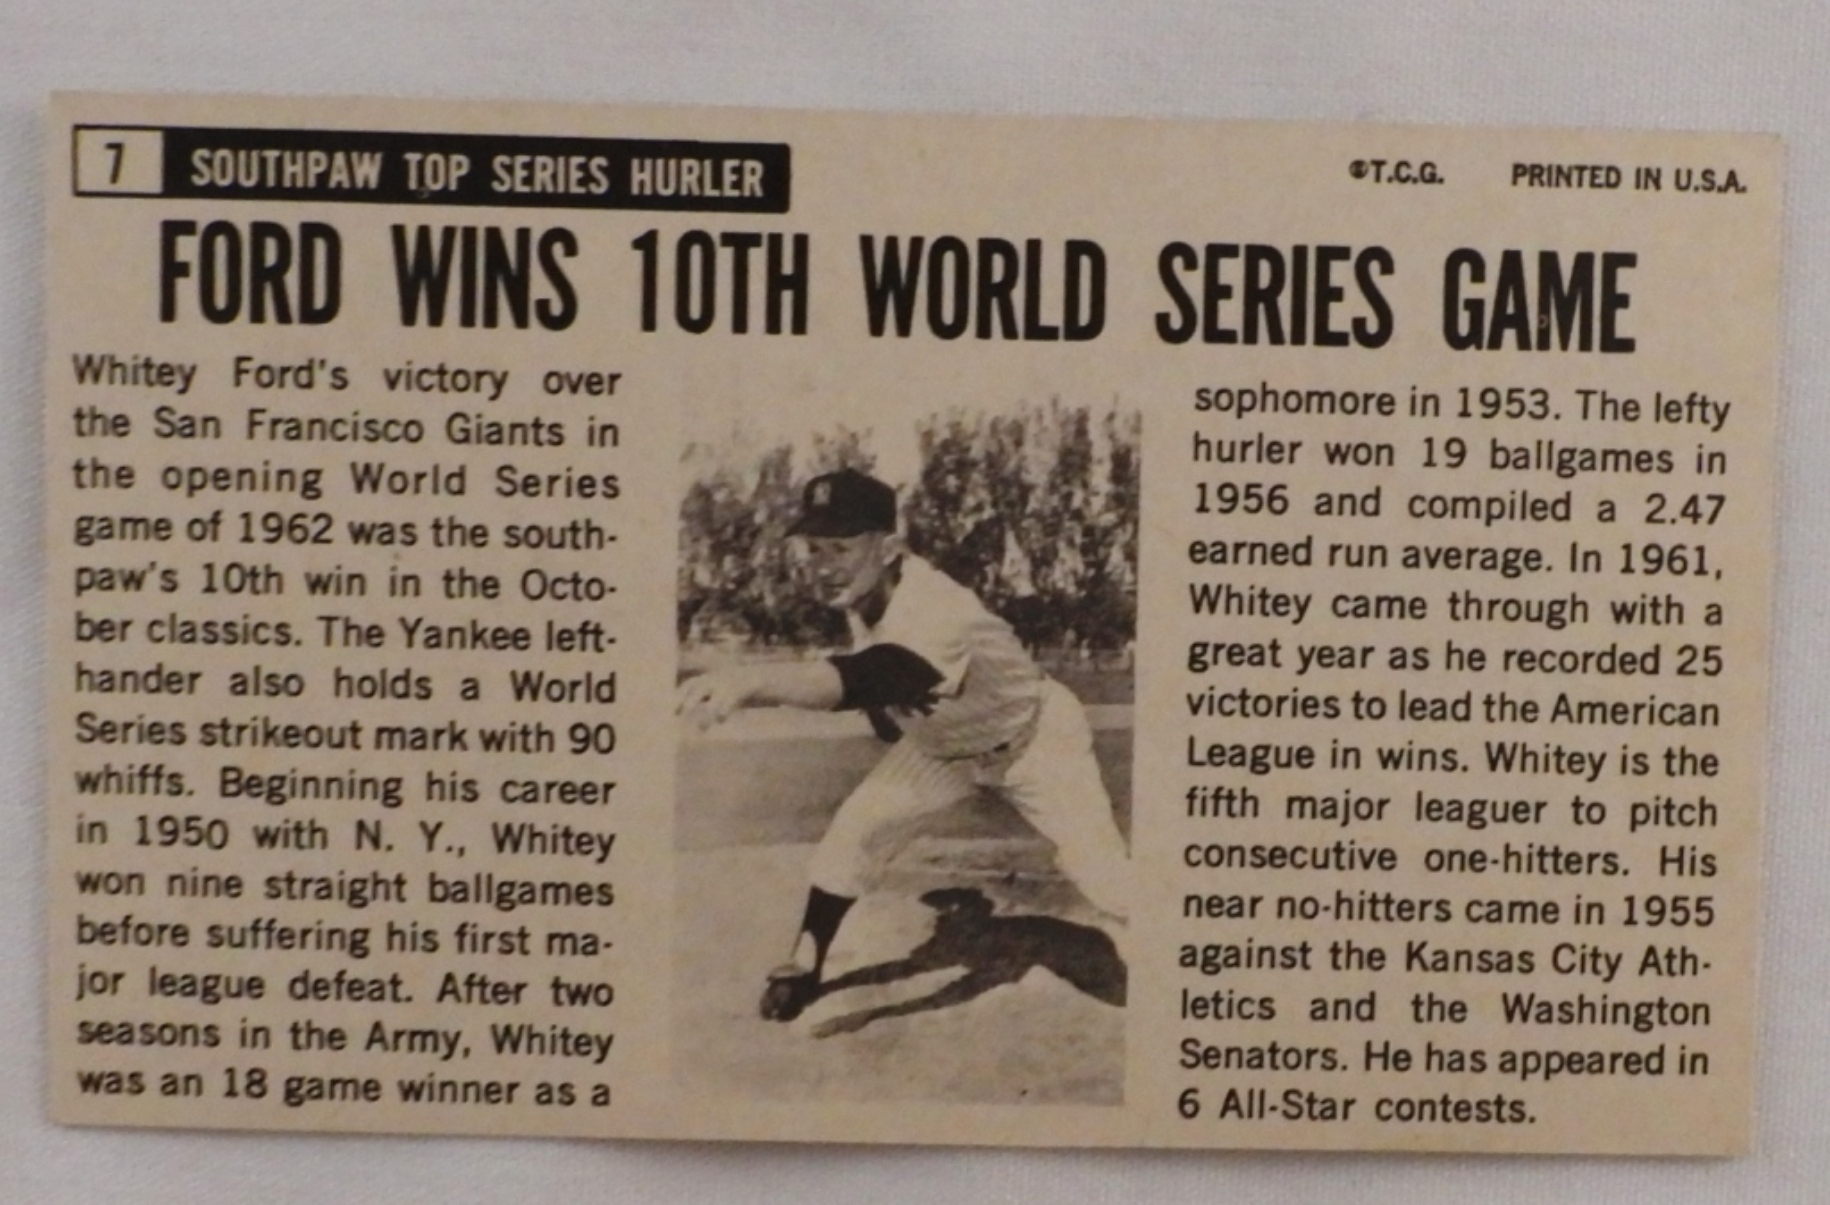 7 SOUTHPAW TOP SERIES HURLER
©T.C.G. PRINTED IN U.S.A.
FORD WINS 10TH WORLD SERIES GAME
Whitey Ford's victory over
the San Francisco Giants in
the opening World Series
game of 1962 was the south-
paw's 10th win in the Octo-
ber classics. The Yankee left-
hander also holds a World
Series strikeout mark with 90
whiffs. Beginning his career
in 1950 with N. Y., Whitey
won nine straight ballgames
before suffering his first ma-
jor league defeat. After two
seasons in the Army, Whitey
was an 18 game winner as a
sophomore in 1953. The lefty
hurler won 19 ballgames in
1956 and compiled a 2.47
earned run average. In 1961,
Whitey came through with a
great year as he recorded 25
victories to lead the American
League in wins. Whitey is the
fifth major leaguer to pitch
consecutive one-hitters. His
near no-hitters came in 1955
against the Kansas City Ath-
letics and the Washington
Senators. He has appeared in
6 All-Star contests.